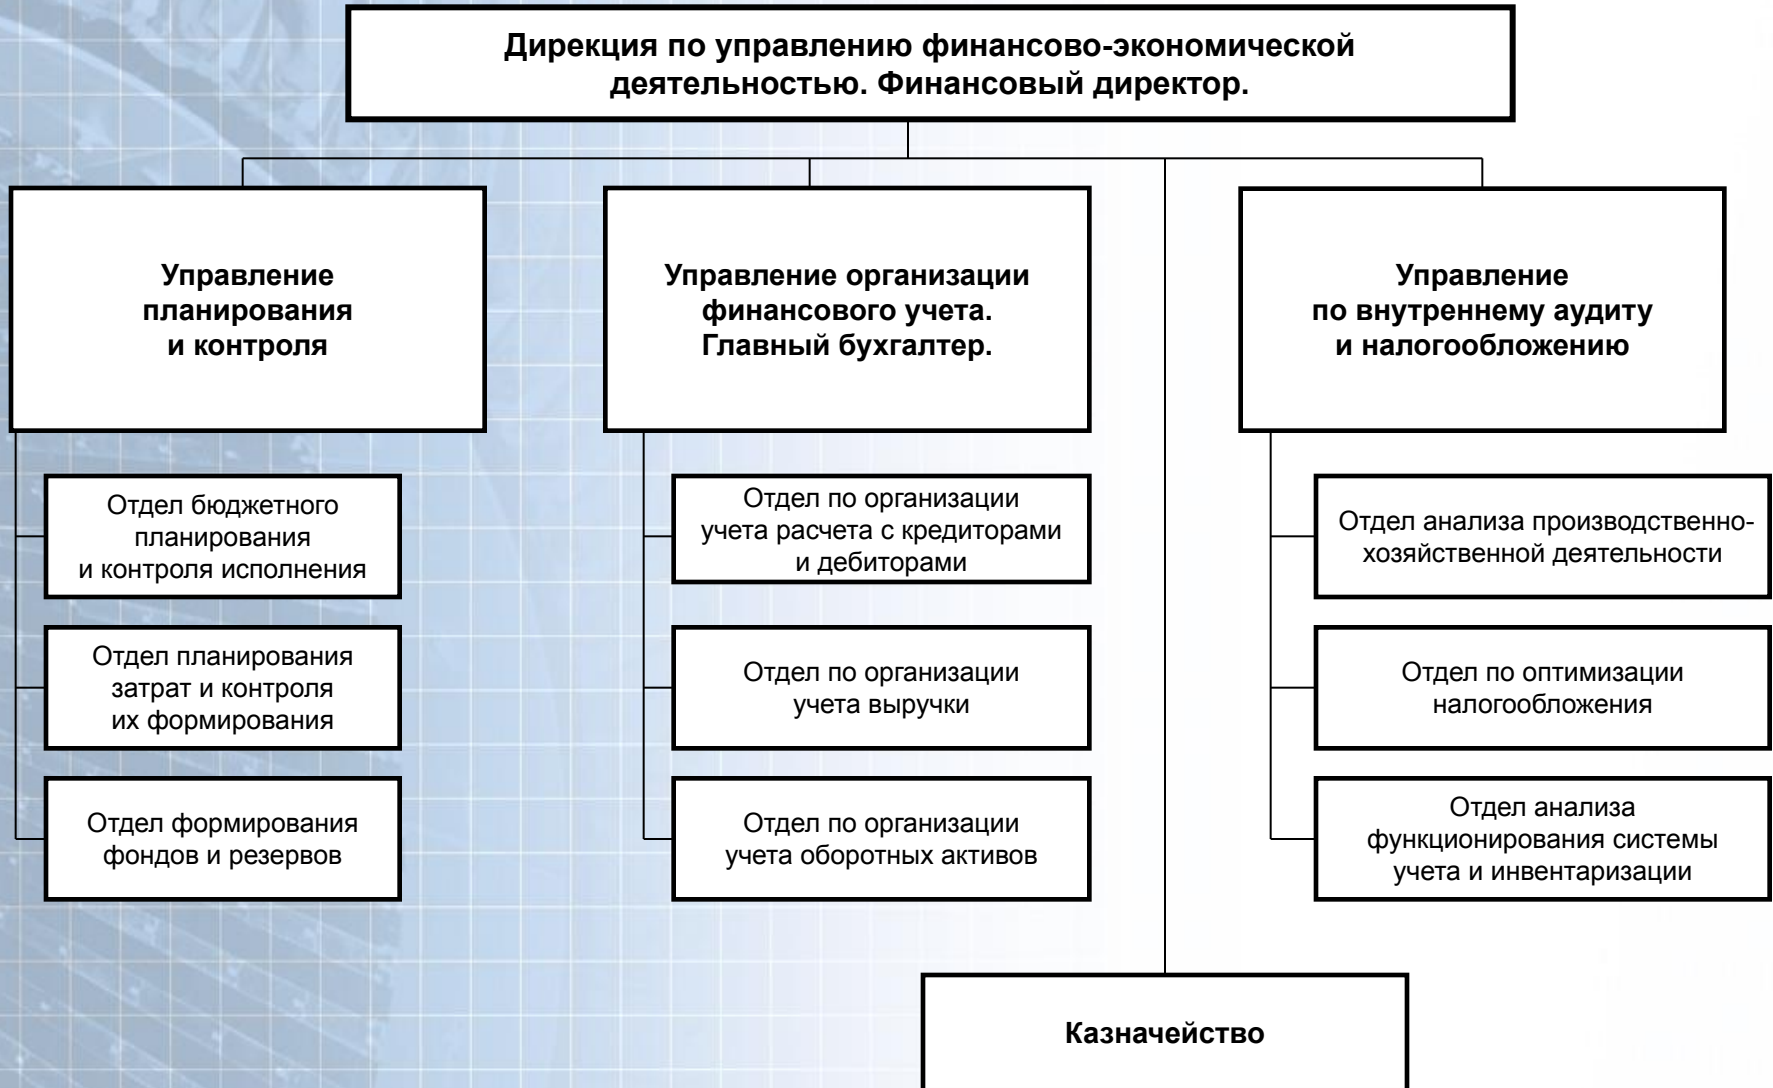 Дирекция по управлению финансово-экономической
деятельностью. Финансовый директор.
Управление
планирования
и контроля
Отдел бюджетного
планирования
и контроля исполнения
Отдел планирования
затрат и контроля
их формирования
Отдел формирования
фондов и резервов
Управление организации
финансового учета.
Главный бухгалтер.
Отдел по организации
учета расчета с кредиторами
и дебиторами
Отдел по организации
учета выручки
Отдел по организации
учета оборотных активов
Управление
по внутреннему аудиту
и налогообложению
Отдел анализа производственно-
хозяйственной деятельности
Отдел по оптимизации
налогообложения
Отдел анализа
функционирования системы
учета и инвентаризации
Казначейство